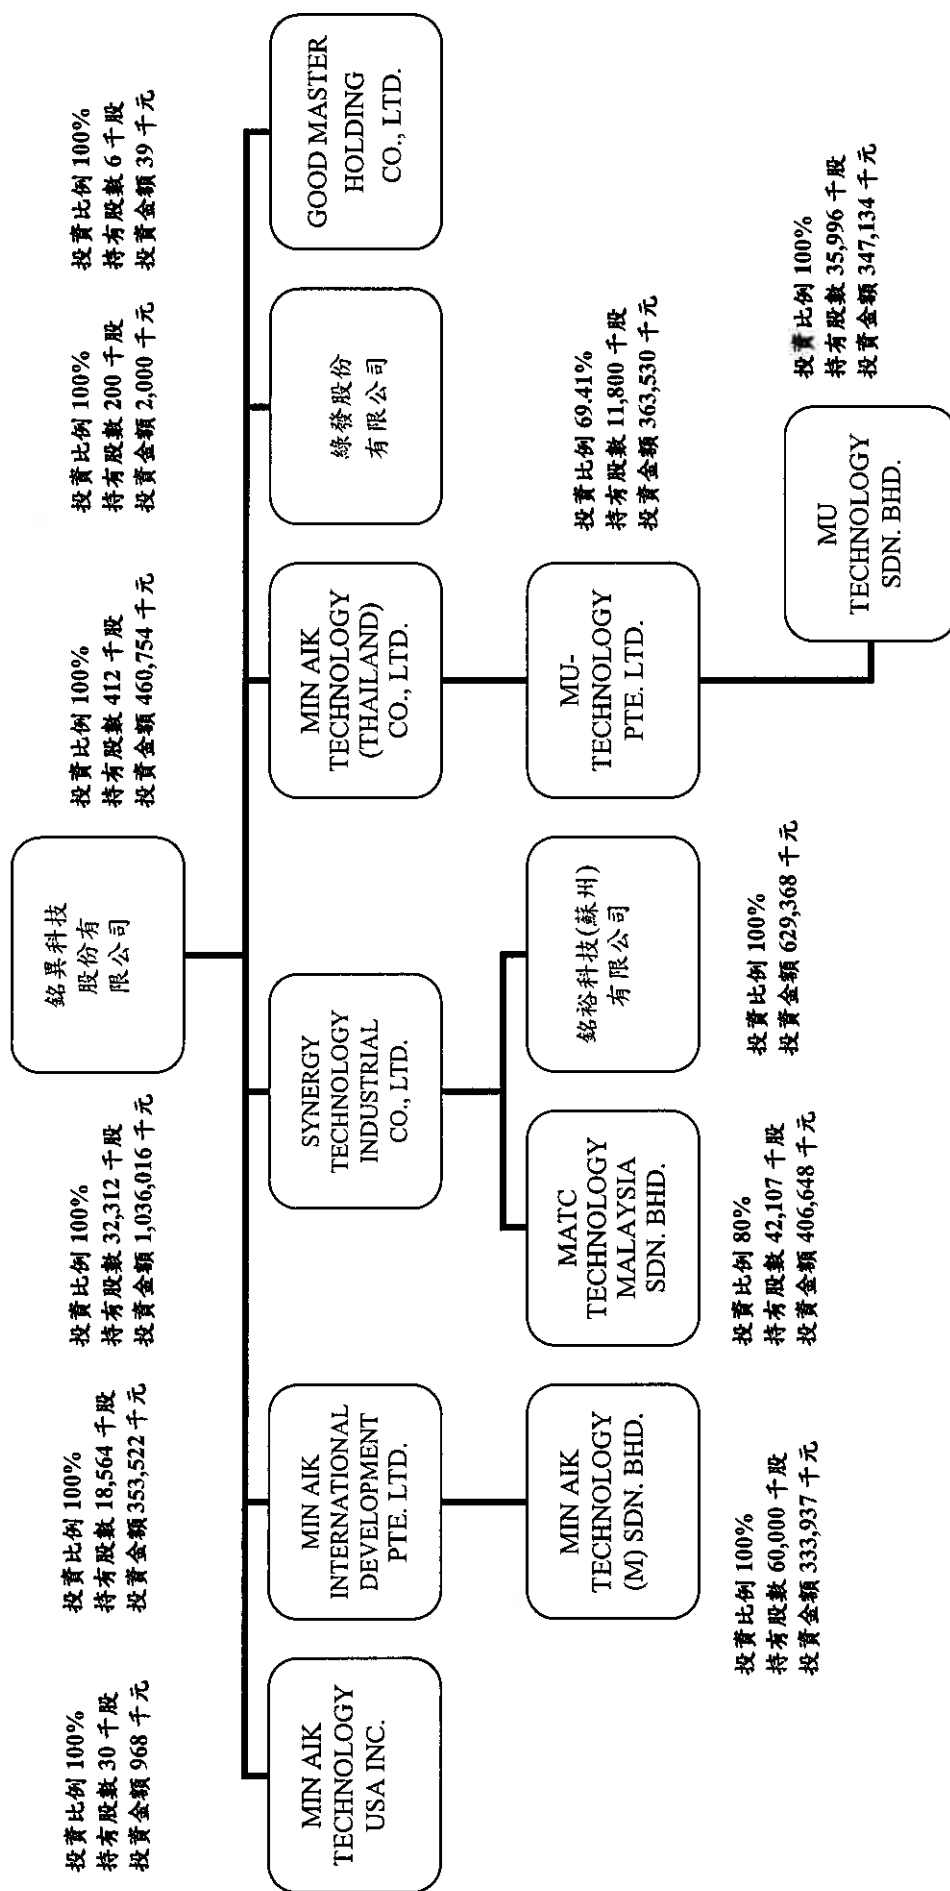 銘異科技
股份有
限公司
投資比例 100%
持有股數 30 千股
投資金額 968 千元
投資比例 100%
持有股數 18,564 千股
投資金額 353,522 千元
投資比例 100%
持有股數 32,312 千股
投資金額 1,036,016 千元
投資比例 100%
持有股數 412 千股
投資金額 460,754 千元
投資比例 100%
持有股數 200 千股
投資金額 2,000 千元
投資比例 100%
持有股數 6 千股
投資金額 39 千元
MIN AIK
TECHNOLOGY
USA INC.
MIN AIK
INTERNATIONAL
DEVELOPMENT
PTE. LTD.
SYNERGY
TECHNOLOGY
INDUSTRIAL
CO., LTD.
MIN AIK
TECHNOLOGY
(THAILAND)
CO., LTD.
綠發股份
有限公司
GOOD MASTER
HOLDING
CO., LTD.
MIN AIK
TECHNOLOGY
(M) SDN. BHD.
MATC
TECHNOLOGY
MALAYSIA
SDN. BHD.
銘裕科技(蘇州)
有限公司
MU-
TECHNOLOGY
PTE. LTD.
投資比例 69.41%
持有股數 11,800 千股
投資金額 363,530 千元
投資比例 100%
持有股數 60,000 千股
投資金額 333,937 千元
投資比例 80%
持有股數 42,107 千股
投資金額 406,648 千元
投資比例 100%
投資金額 629,368 千元
MU
TECHNOLOGY
SDN. BHD.
投資比例 100%
持有股數 35,996 千股
投資金額 347,134 千元